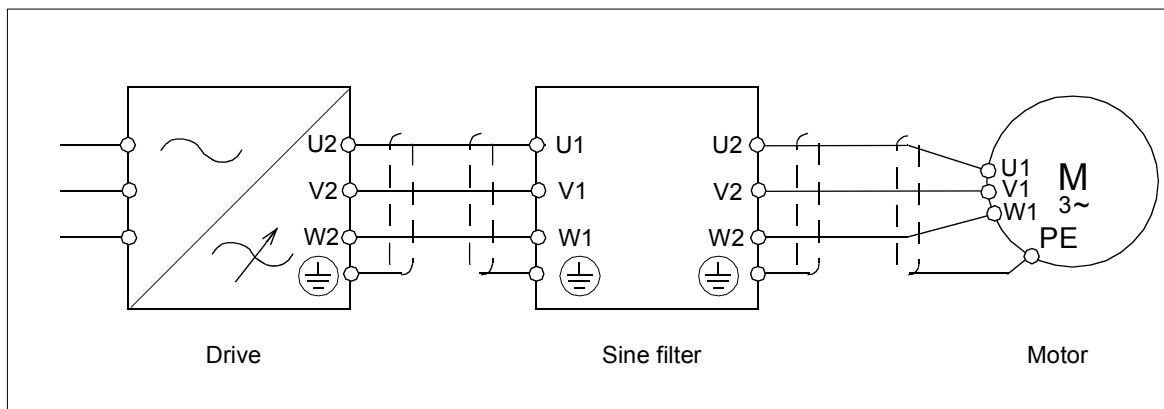 U2
V2
W2
U1
V1
W1
U2
V2
W2
U1
V1
W1
M
3~
PE
Drive
Sine filter
Motor